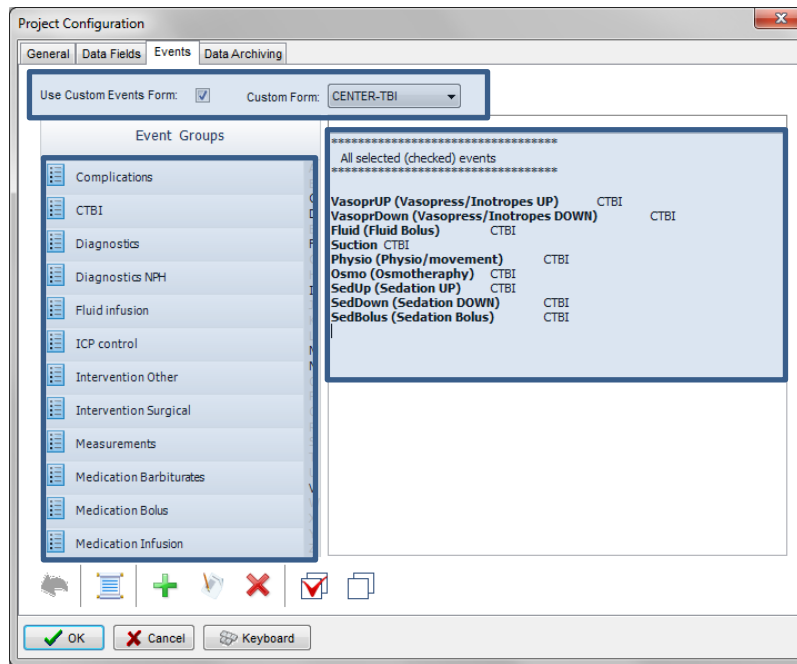 Project Configuration
General Data Fields Events Data Archiving
Use Custom Events Form: Custom Form: CENTER-TBI
Event Groups
Complications
CTBI
Diagnostics
Diagnostics NPH
Fluid infusion
ICP control
Intervention Other
Intervention Surgical
Measurements
Medication Barbiturates
Medication Bolus
Medication Infusion
**********************************
All selected (checked) events
**********************************
VasoprUP (Vasopress/Inotropes UP) CTBI
VasoprDown (Vasopress/Inotropes DOWN) CTBI
Fluid (Fluid Bolus) CTBI
Suction CTBI
Physio (Physio/movement) CTBI
Osmo (Osmotheraphy) CTBI
SedUp (Sedation UP) CTBI
SedDown (Sedation DOWN) CTBI
SedBolus (Sedation Bolus) CTBI
OK Cancel Keyboard